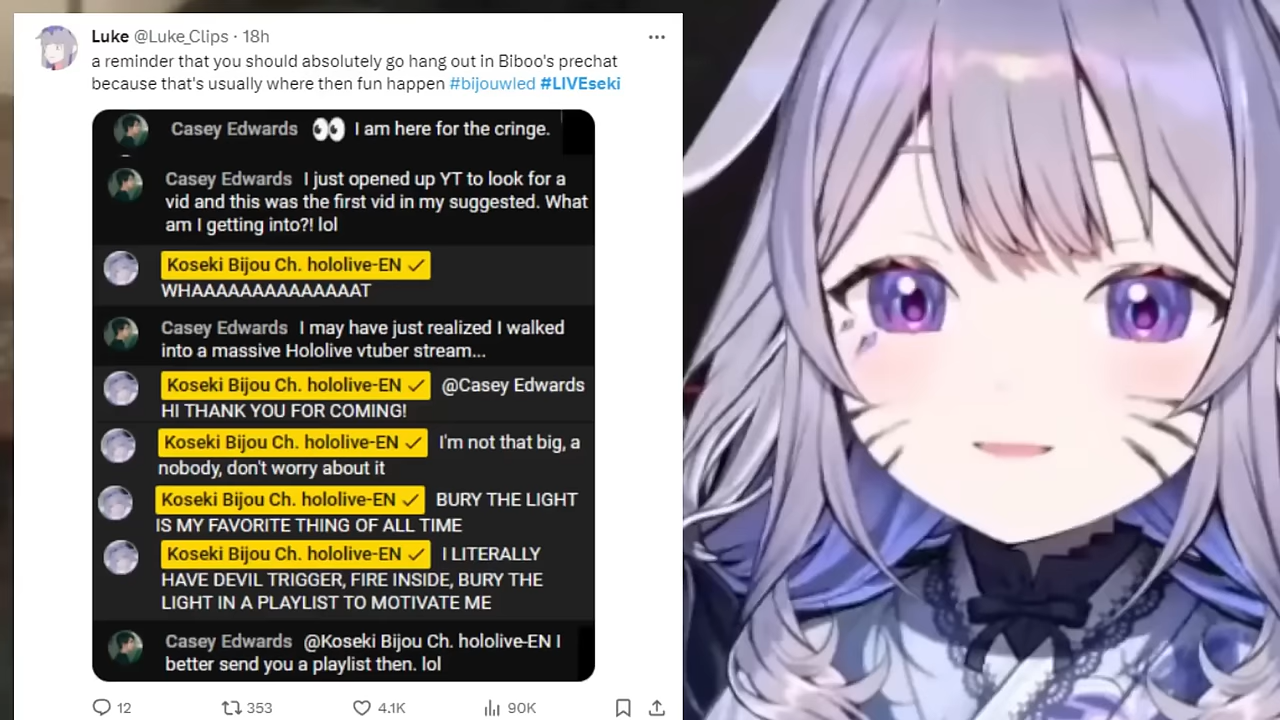 Luke @Luke_Clips · 18h
a reminder that you should absolutely go hang out in Biboo's prechat
because that's usually where then fun happen #bijouwled #LIVEseki
Casey Edwards 👀 I am here for the cringe.
Casey Edwards I just opened up YT to look for a
vid and this was the first vid in my suggested. What
am I getting into?! lol
Koseki Bijou Ch. hololive-EN ✓
WHAAAAAAAAAAAAAAT
Casey Edwards I may have just realized I walked
into a massive Hololive vtuber stream...
Koseki Bijou Ch. hololive-EN ✓ @Casey Edwards
HI THANK YOU FOR COMING!
Koseki Bijou Ch. hololive-EN ✓ I'm not that big, a
nobody, don't worry about it
Koseki Bijou Ch. hololive-EN ✓ BURY THE LIGHT
IS MY FAVORITE THING OF ALL TIME
Koseki Bijou Ch. hololive-EN ✓ I LITERALLY
HAVE DEVIL TRIGGER, FIRE INSIDE, BURY THE
LIGHT IN A PLAYLIST TO MOTIVATE ME
Casey Edwards @Koseki Bijou Ch. hololive-EN I
better send you a playlist then. lol
12 353 4.1K 90K